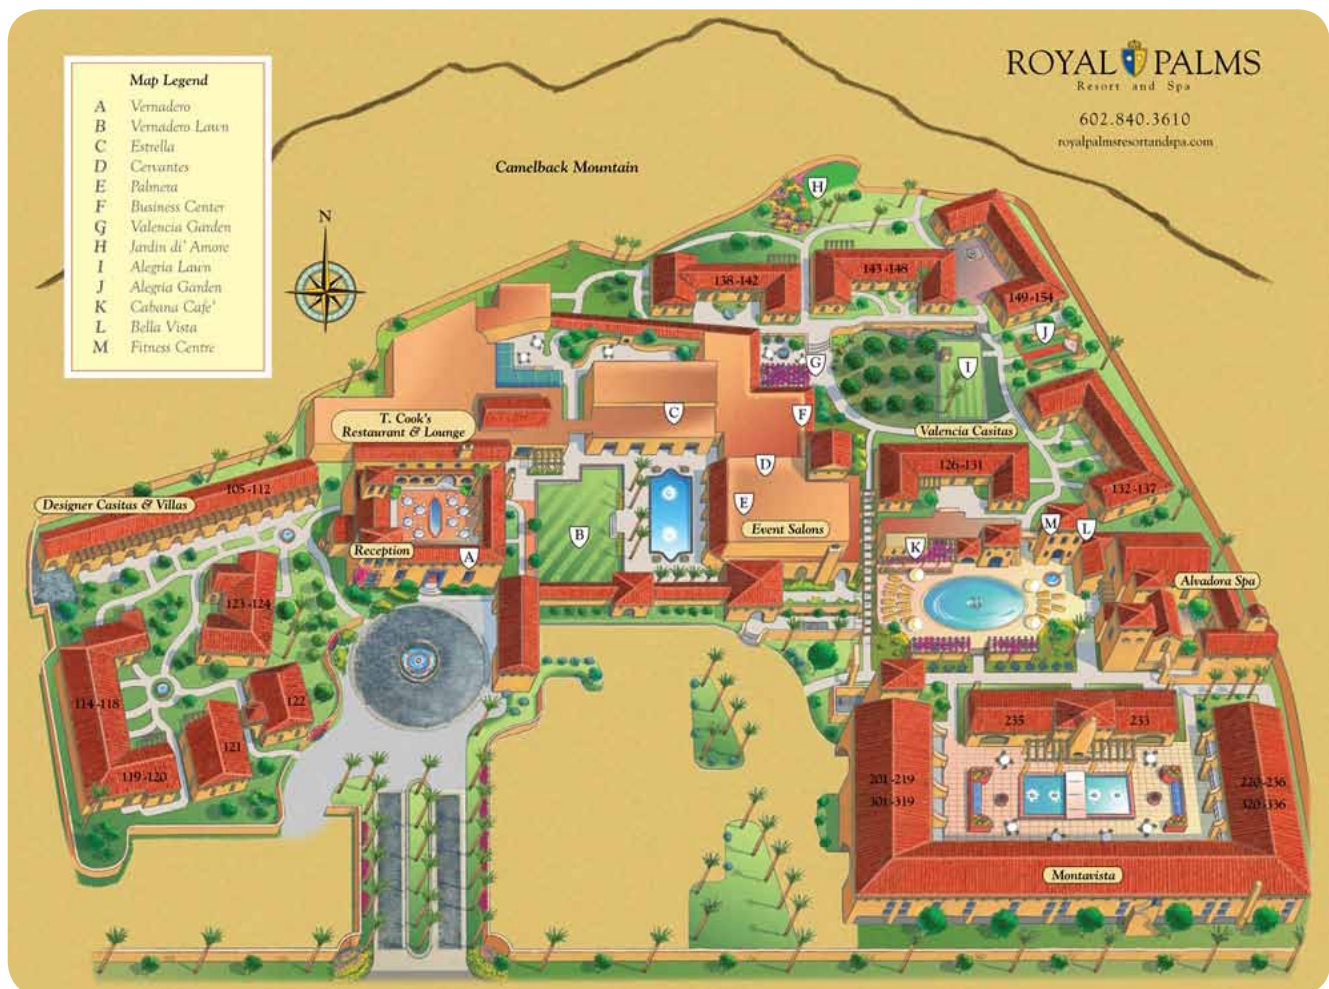 Map Legend
A Vernadero
B Vernadero Lawn
C Estrella
D Cervantes
E Palmera
F Business Center
G Valencia Garden
H Jardin di' Amore
I Alegria Lawn
J Alegria Garden
K Cabana Cafe'
L Bella Vista
M Fitness Centre
ROYAL PALMS
Resort and Spa
602.840.3610
royalpalmsresortandspa.com
Camelback Mountain
N
H
138-142
143-148
149-154
J
G
I
C
F
T. Cook's
Restaurant & Lounge
Valencia Casitas
D
126-131
105-112
132-137
Designer Casitas & Villas
E
Event Salons
M
L
B
K
Reception
A
Alvadora Spa
123-124
114-118
122
121
119-120
235
233
201-219
301-319
220-236
320-336
Montavista